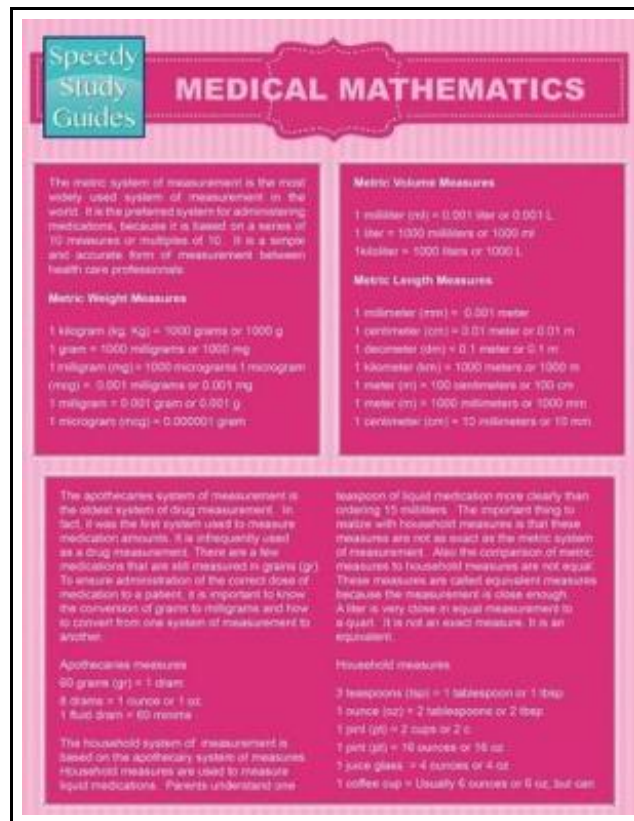 Speedy
Study
Guides
MEDICAL MATHEMATICS
The metric system of measurement is the most
widely used system of measurement in the
world. It is the preferred system for administering
medications, because it is based on a series of
10 measures or multiples of 10. It is a simple
and accurate form of measurement between
health care professionals.
Metric Weight Measures
1 kilogram (kg, Kg) = 1000 grams or 1000 g
1 gram = 1000 milligrams or 1000 mg
1 milligram (mg) = 1000 micrograms 1 microgram
(mcg) = 0.001 milligrams or 0.001 mg
1 milligram = 0.001 gram or 0.001 g
1 microgram (mcg) = 0.000001 gram
Metric Volume Measures
1 milliliter (ml) = 0.001 liter or 0.001 L
1 liter = 1000 milliliters or 1000 ml
1kiloliter = 1000 liters or 1000 L
Metric Length Measures
1 millimeter (mm) = 0.001 meter
1 centimeter (cm) = 0.01 meter or 0.01 m
1 decimeter (dm) = 0.1 meter or 0.1 m
1 kilometer (km) = 1000 meters or 1000 m
1 meter (m) = 100 centimeters or 100 cm
1 meter (m) = 1000 millimeters or 1000 mm
1 centimeter (cm) = 10 millimeters or 10 mm
The apothecaries system of measurement is
the oldest system of drug measurement. In
fact, it was the first system used to measure
medication amounts. It is infrequently used
as a drug measurement. There are a few
medications that are still measured in grains (gr)
To ensure administration of the correct dose of
medication to a patient, it is important to know
the conversion of grains to milligrams and how
to convert from one system of measurement to
another.
Apothecaries measures
60 grains (gr) = 1 dram
8 drams = 1 ounce or 1 oz.
1 fluid dram = 60 minims
The household system of measurement is
based on the apothecary system of measures.
Household measures are used to measure
liquid medications. Parents understand one
teaspoon of liquid medication more clearly than
ordering 15 milliliters. The important thing to
realize with household measures is that these
measures are not as exact as the metric system
of measurement. Also the comparison of metric
measures to household measures are not equal.
These measures are called equivalent measures
because the measurement is close enough.
A liter is very close in equal measurement to
a quart. It is not an exact measure. It is an
equivalent.
Household measures
3 teaspoons (tsp) = 1 tablespoon or 1 tbsp
1 ounce (oz) = 2 tablespoons or 2 tbsp
1 pint (pt) = 2 cups or 2 c
1 pint (pt) = 16 ounces or 16 oz
1 juice glass = 4 ounces or 4 oz
1 coffee cup = Usually 6 ounces or 6 oz, but can